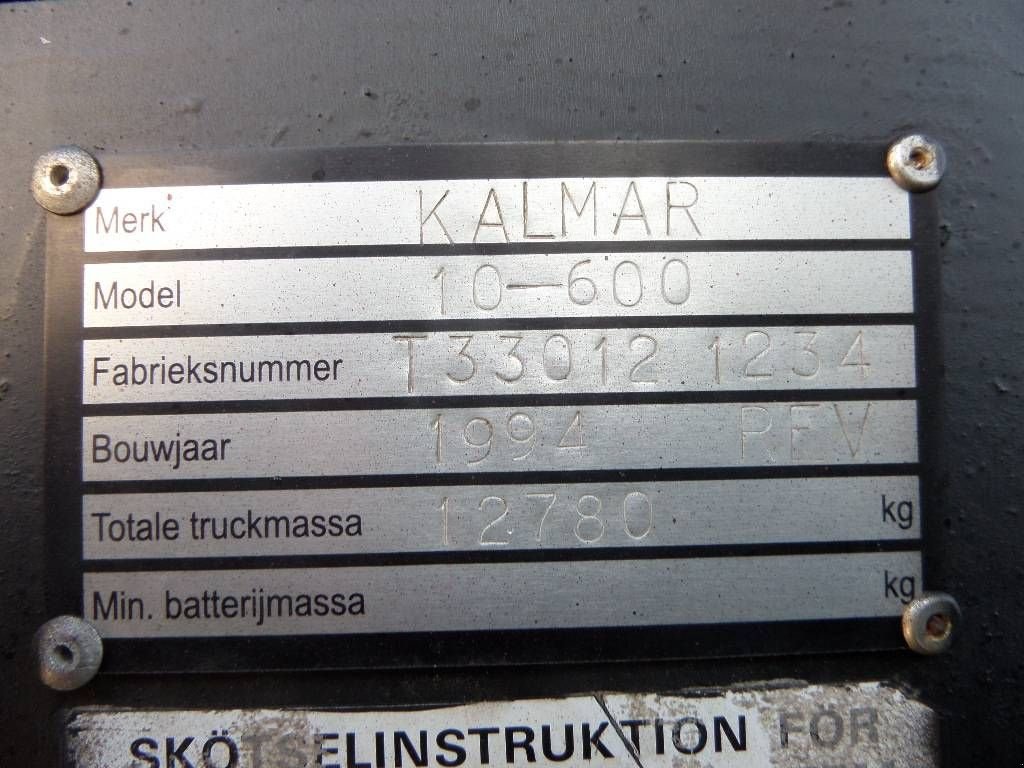 Merk KALMAR
Model 10-600
Fabrieksnummer T33012 1234
Bouwjaar 1994 REV.
Totale truckmassa 12780 kg
Min. batterijmassa kg
SKÖTSELINSTRUKTION FÖR